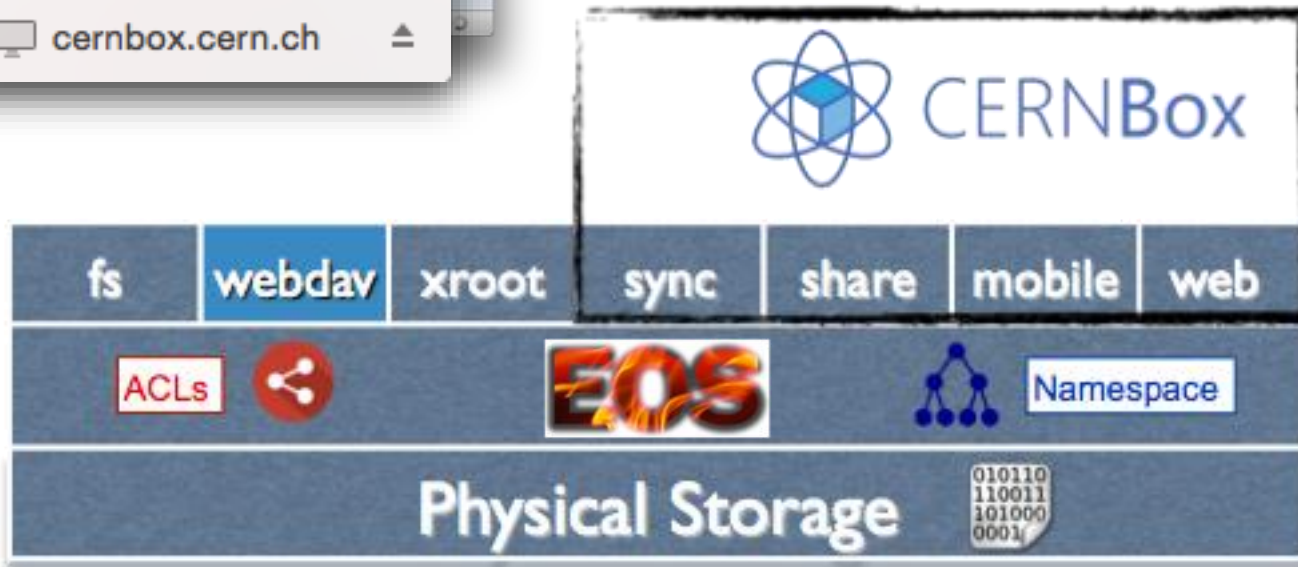 cernbox.cern.ch
CERNBox
fs webdav xroot sync share mobile web
ACLs EOS Namespace
Physical Storage
010110
110011
101000
0001